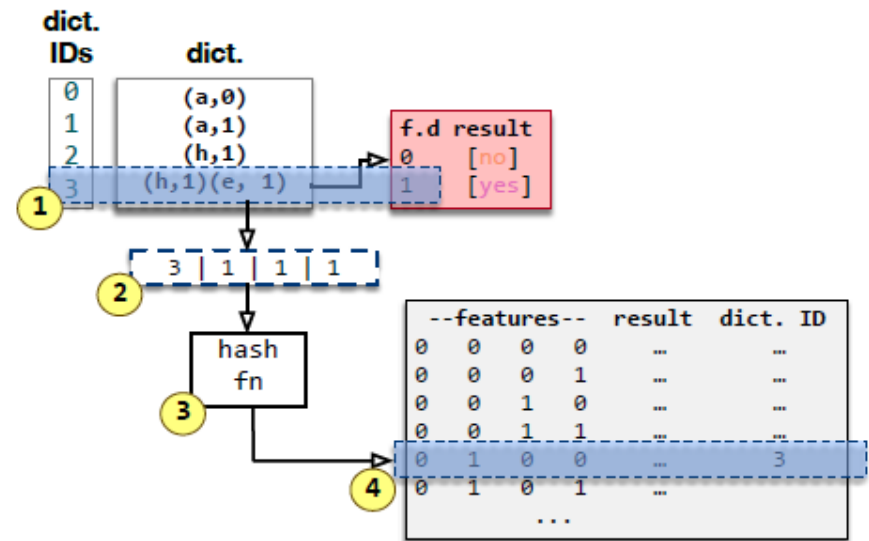 dict.
IDs
dict.
0
1
2
3
(a,0)
(a,1)
(h,1)
(h,1)(e, 1)
f.d result
0 [no]
1 [yes]
1
3 | 1 | 1 | 1
2
hash
fn
3
--features-- result dict. ID
0 0 0 0 … …
0 0 0 1 … …
0 0 1 0 … …
0 0 1 1 … …
0 1 0 0 … 3
0 1 0 1 …
...
4